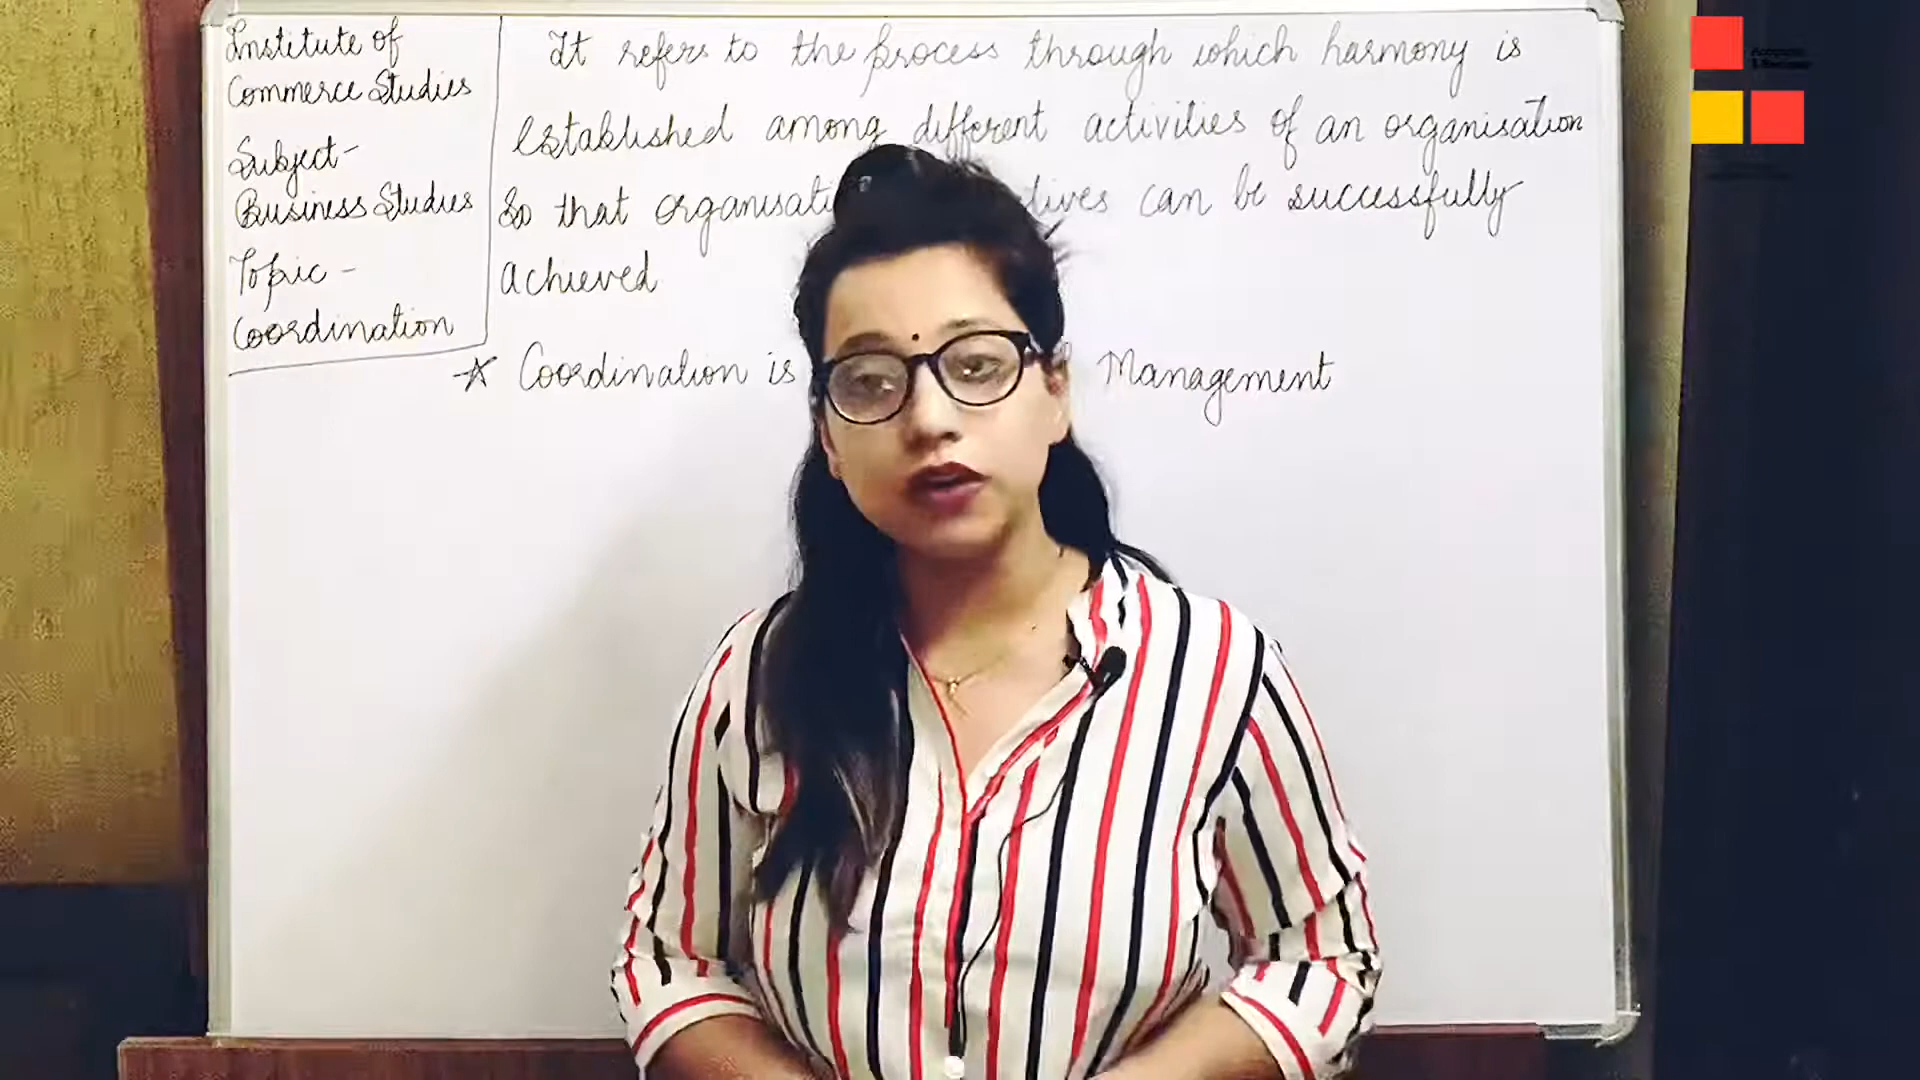 Institute of
Commerce Studies
Subject-
Business Studies
Topic -
Coordination
It refers to the process through which harmony is
established among different activities of an organisation
So that organisati tives can be successfully
achieved
* Coordination is Management